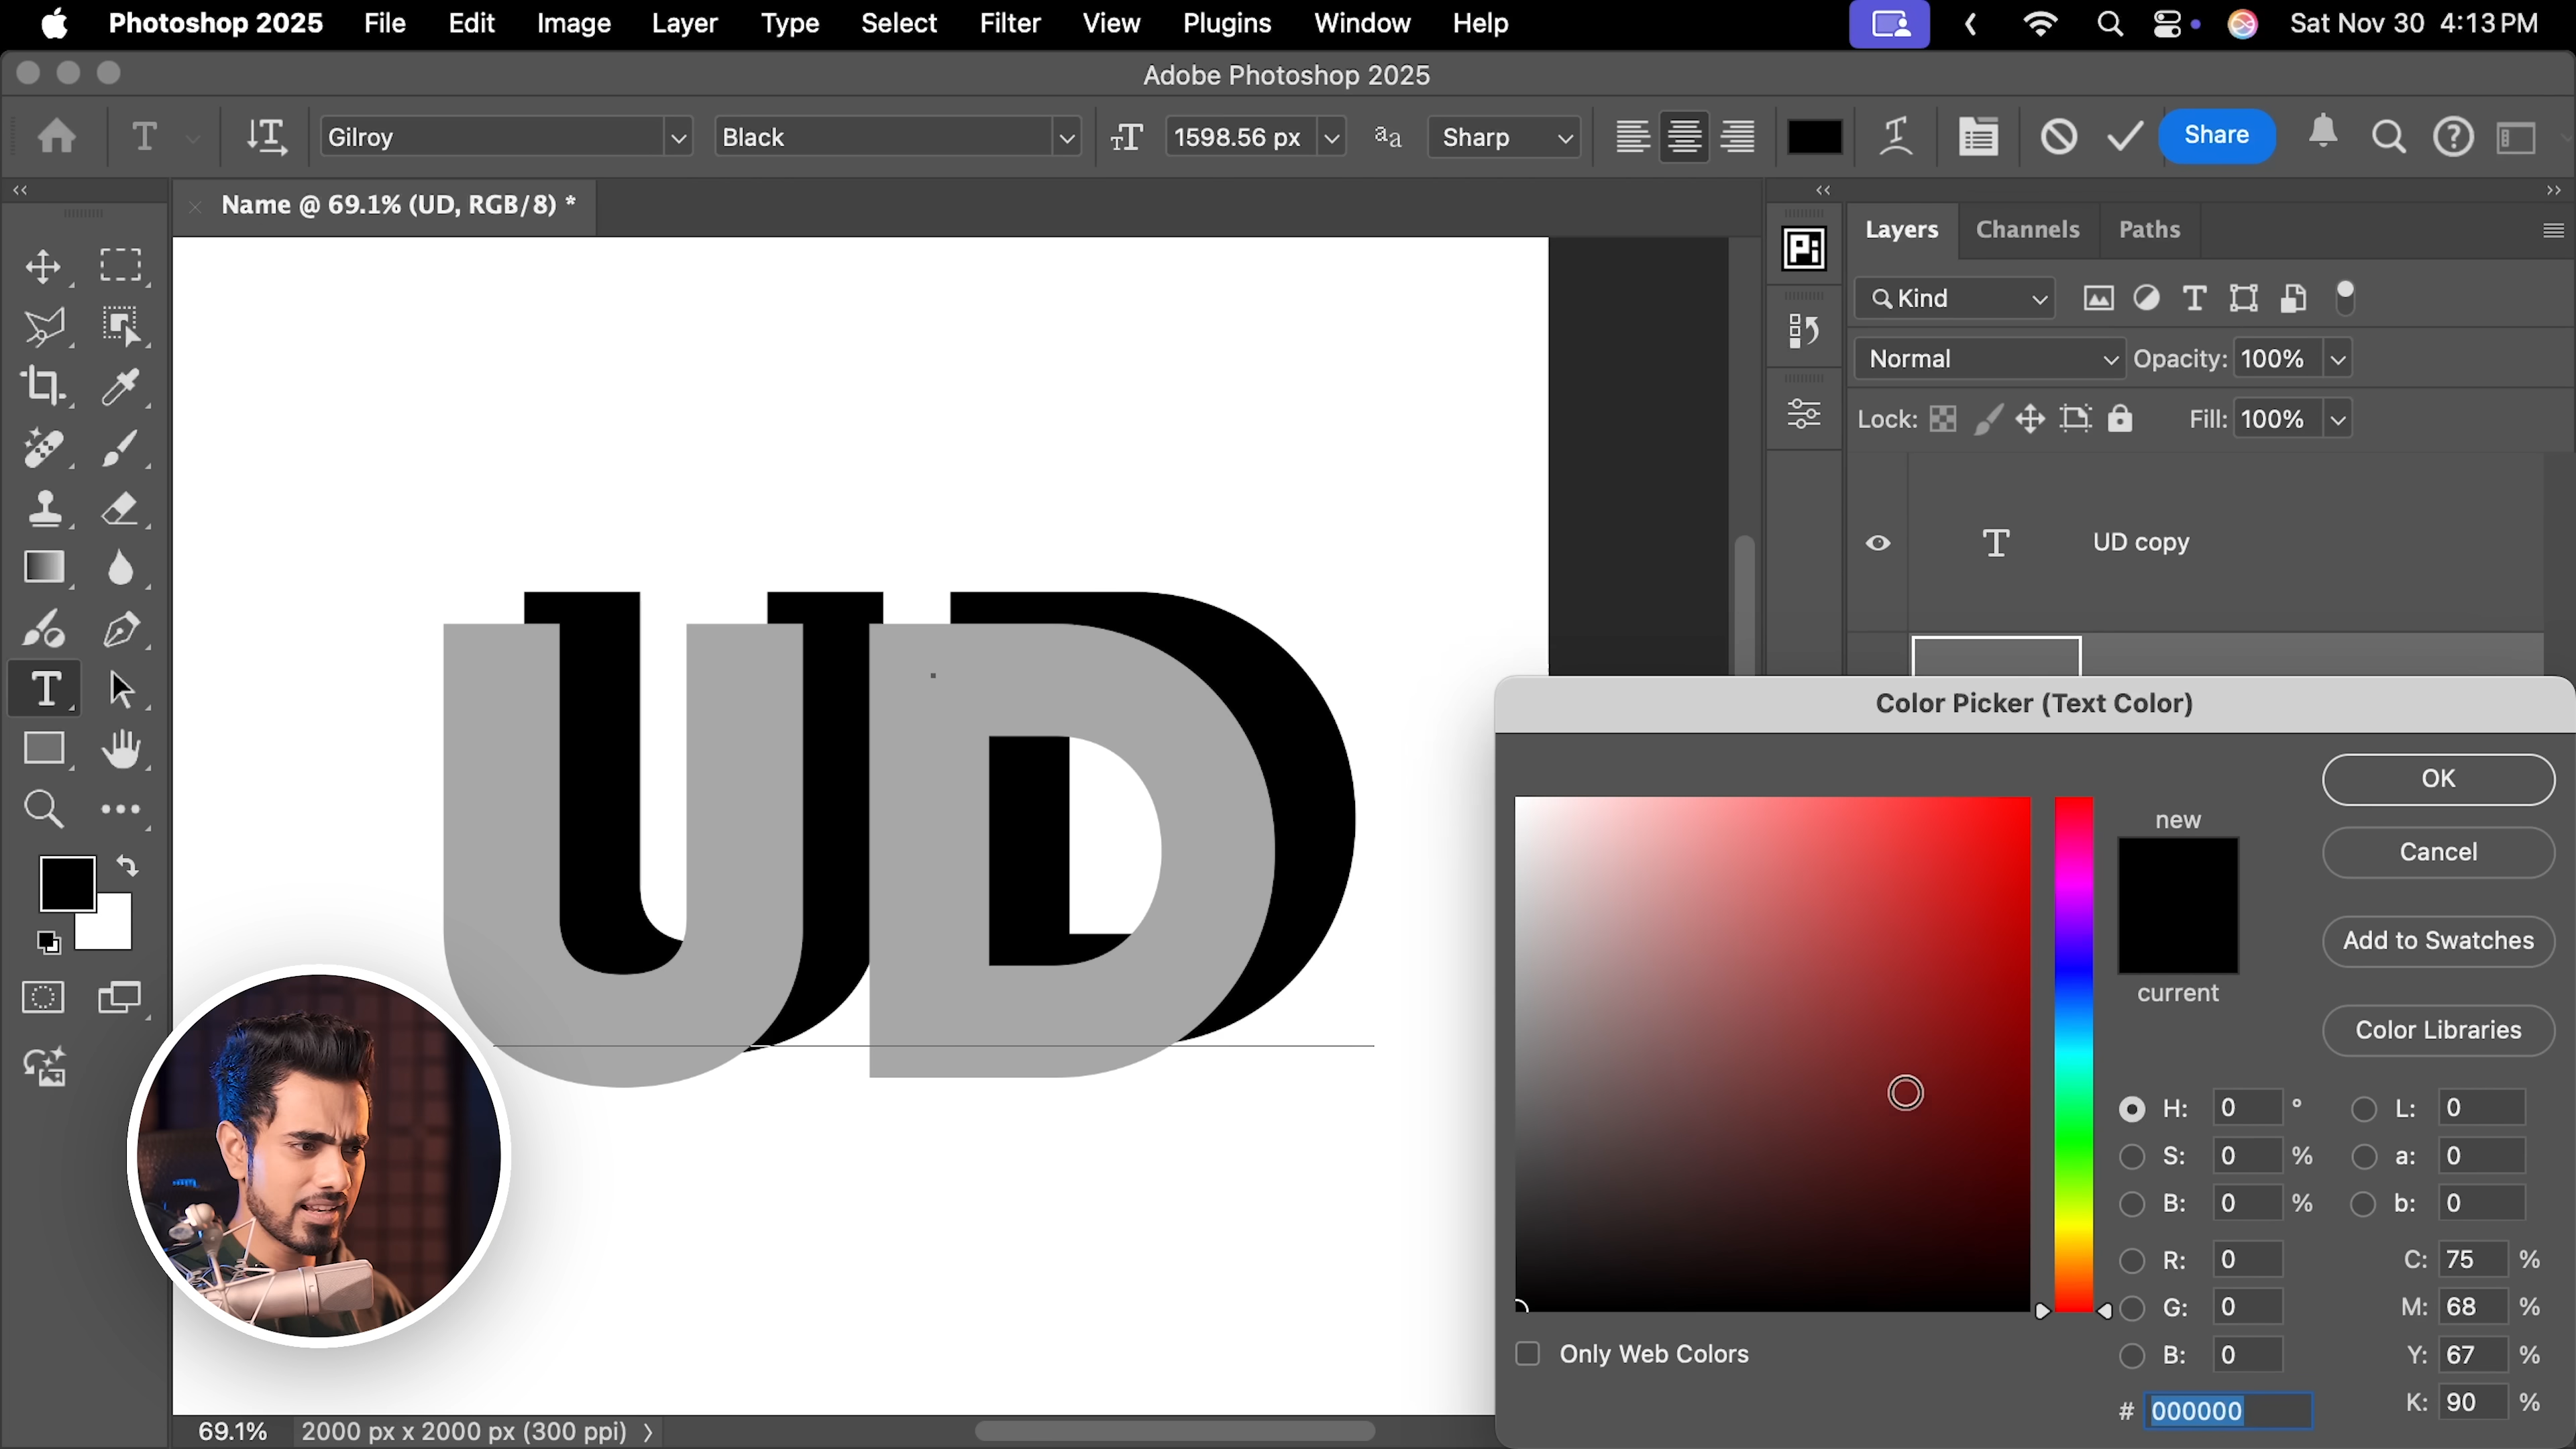 Photoshop 2025 File Edit Image Layer Type Select Filter View Plugins Window Help Sat Nov 30 4:13 PM
Adobe Photoshop 2025
Gilroy Black 1598.56 px Sharp Share
Name @ 69.1% (UD, RGB/8) *
Layers Channels Paths
Pi
Kind
Normal Opacity: 100%
Lock: Fill: 100%
UD copy
UD
UD
Color Picker (Text Color)
OK
new
Cancel
Add to Swatches
current
Color Libraries
H: 0 ° L: 0
S: 0 % a: 0
B: 0 % b: 0
R: 0 C: 75 %
G: 0 M: 68 %
B: 0 Y: 67 %
Only Web Colors
# 000000 K: 90 %
69.1% 2000 px x 2000 px (300 ppi)